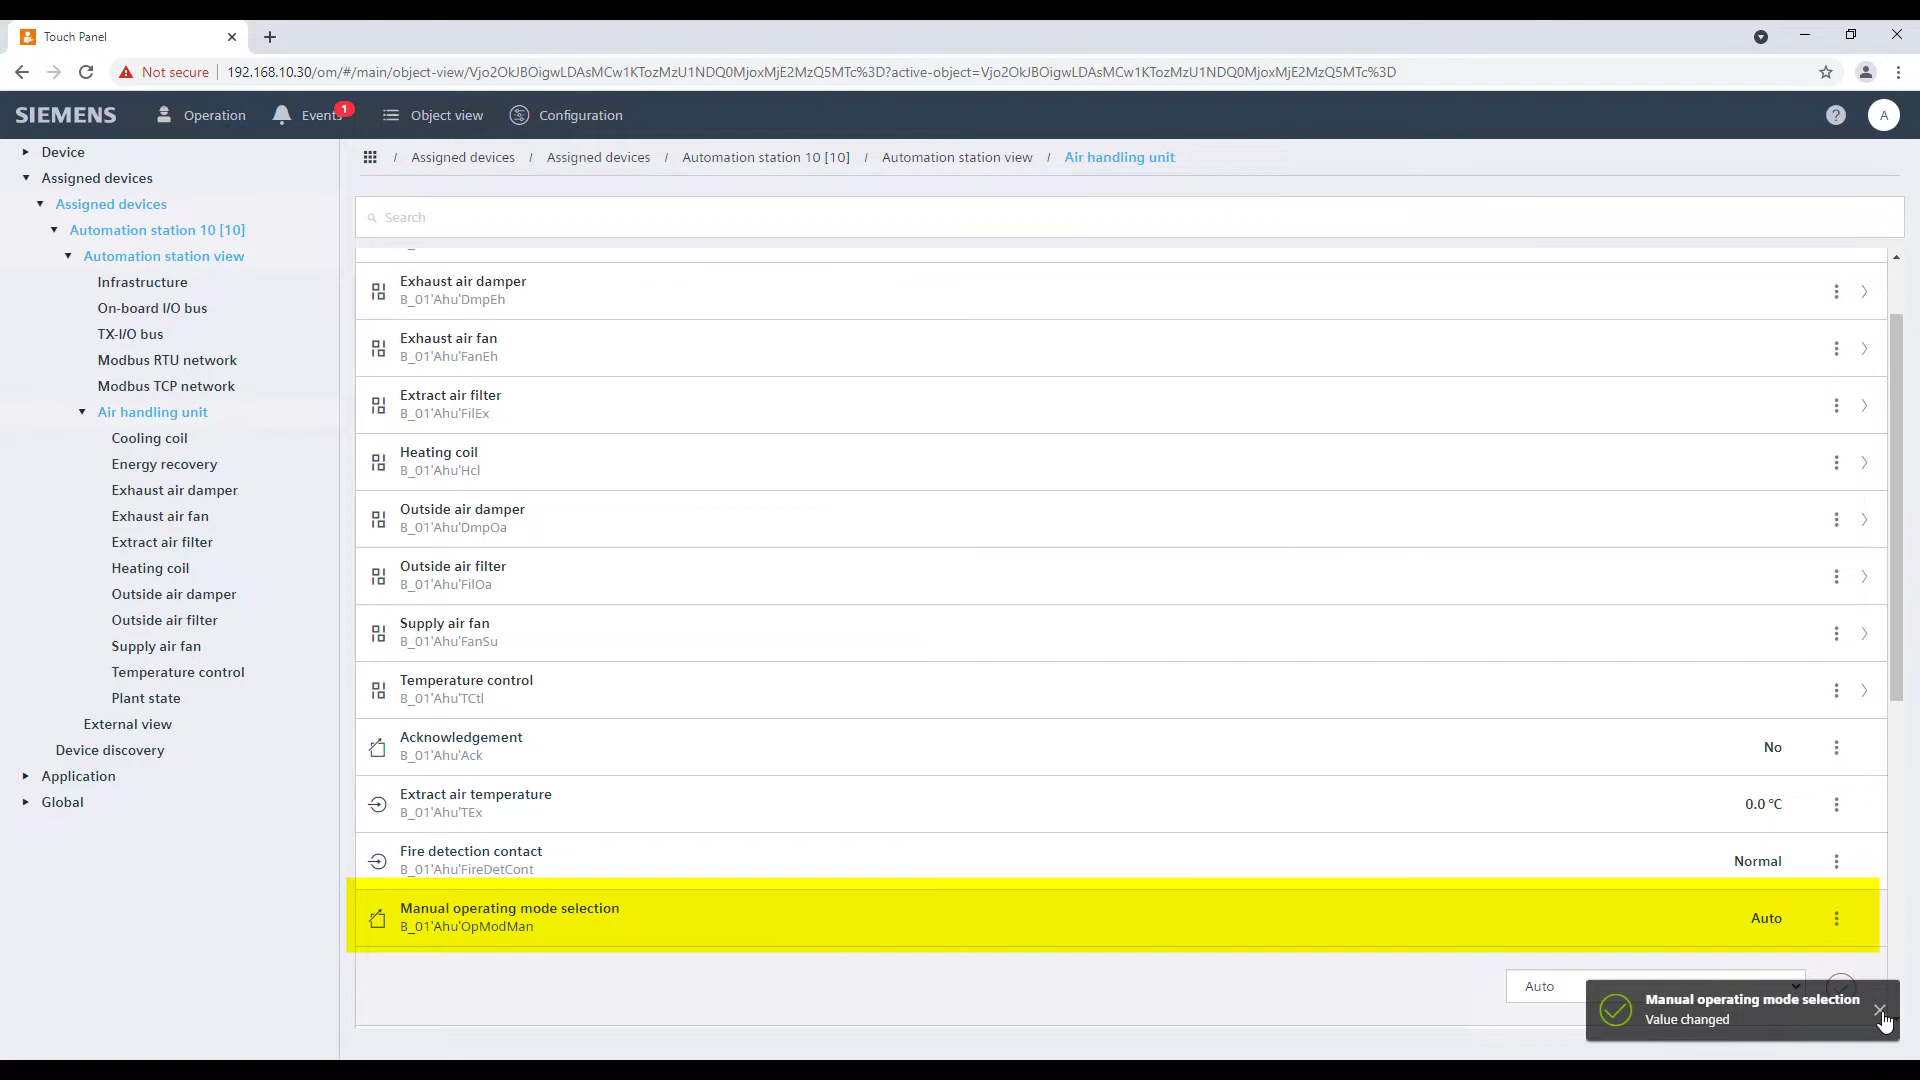 Touch Panel
Not secure
192.168.10.30/om/#/main/object-view/Vjo2OkJBOigwLDAsMCw1KTozMzU1NDQ0MjoxMjE2MzQ5MTc%3D?active-object=Vjo2OkJBOigwLDAsMCw1KTozMzU1NDQ0MjoxMjE2MzQ5MTc%3D
SIEMENS
Operation
Events
1
Object view
Configuration
?
A
Device
Assigned devices
Assigned devices
Automation station 10 [10]
Automation station view
Infrastructure
On-board I/O bus
TX-I/O bus
Modbus RTU network
Modbus TCP network
Air handling unit
Cooling coil
Energy recovery
Exhaust air damper
Exhaust air fan
Extract air filter
Heating coil
Outside air damper
Outside air filter
Supply air fan
Temperature control
Plant state
External view
Device discovery
Application
Global
/ Assigned devices / Assigned devices / Automation station 10 [10] / Automation station view / Air handling unit
Search
Exhaust air damper
B_01'Ahu'DmpEh
Exhaust air fan
B_01'Ahu'FanEh
Extract air filter
B_01'Ahu'FilEx
Heating coil
B_01'Ahu'Hcl
Outside air damper
B_01'Ahu'DmpOa
Outside air filter
B_01'Ahu'FilOa
Supply air fan
B_01'Ahu'FanSu
Temperature control
B_01'Ahu'TCtl
Acknowledgement
B_01'Ahu'Ack
No
Extract air temperature
B_01'Ahu'TEx
0.0 °C
Fire detection contact
B_01'Ahu'FireDetCont
Normal
Manual operating mode selection
B_01'Ahu'OpModMan
Auto
Auto
Manual operating mode selection
Value changed